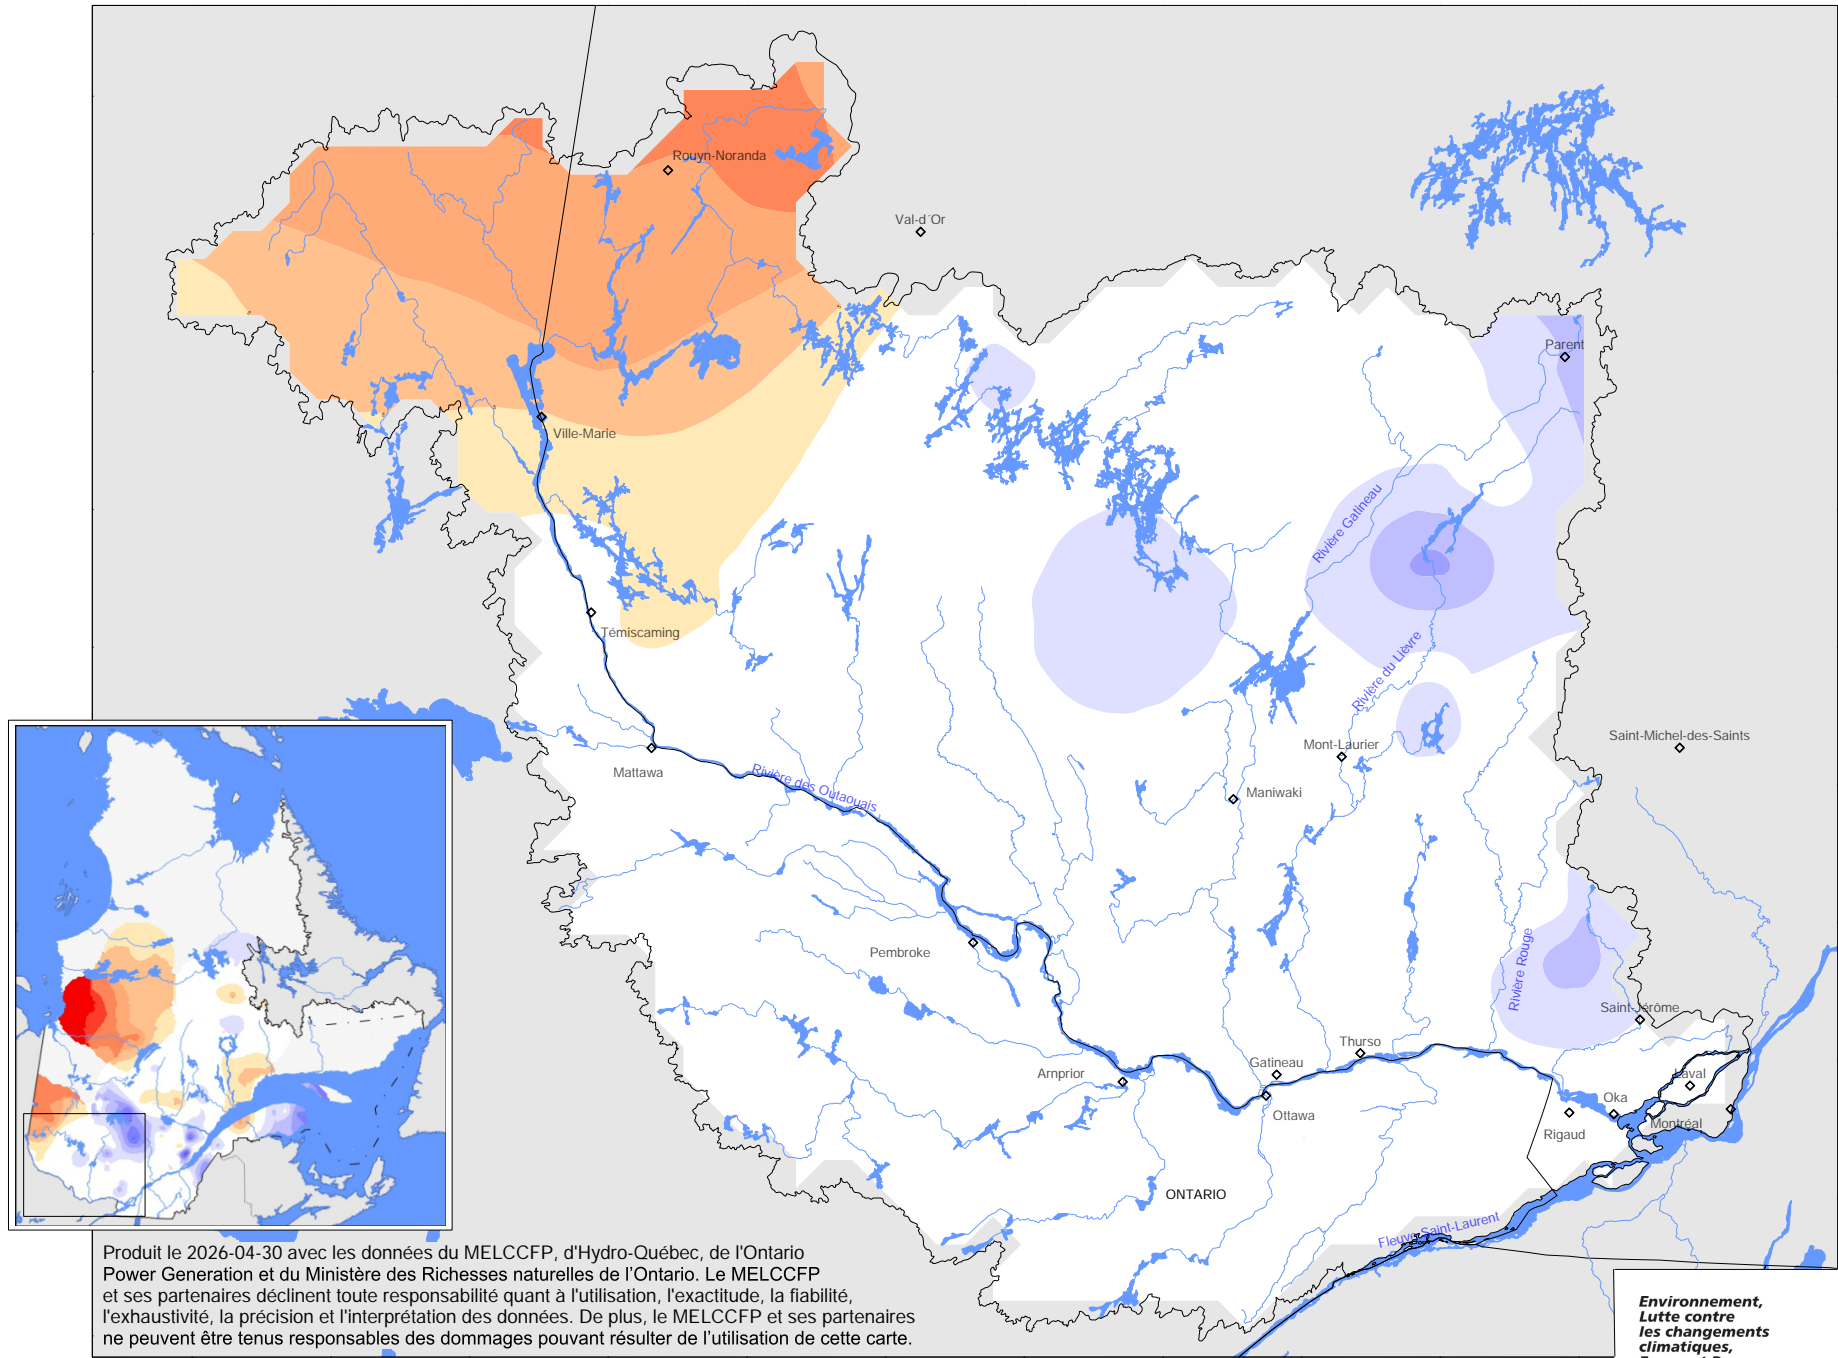 Rouyn-Noranda
Val-d´Or
Parent
Ville-Marie
Rivière Gatineau
Témiscaming
Rivière du Lièvre
Saint-Michel-des-Saints
Mont-Laurier
Mattawa
Rivière des Outaouais
Maniwaki
Pembroke
Rivière Rouge
Saint-Jérôme
Thurso
Gatineau
Arnprior
Laval
Oka
Ottawa
Montréal
Rigaud
ONTARIO
Fleuve Saint-Laurent
Produit le 2026-04-30 avec les données du MELCCFP, d'Hydro-Québec, de l'Ontario
Power Generation et du Ministère des Richesses naturelles de l'Ontario. Le MELCCFP
et ses partenaires déclinent toute responsabilité quant à l'utilisation, l'exactitude, la fiabilité,
l'exhaustivité, la précision et l'interprétation des données. De plus, le MELCCFP et ses partenaires
ne peuvent être tenus responsables des dommages pouvant résulter de l'utilisation de cette carte.
Environnement,
Lutte contre
les changements
climatiques,